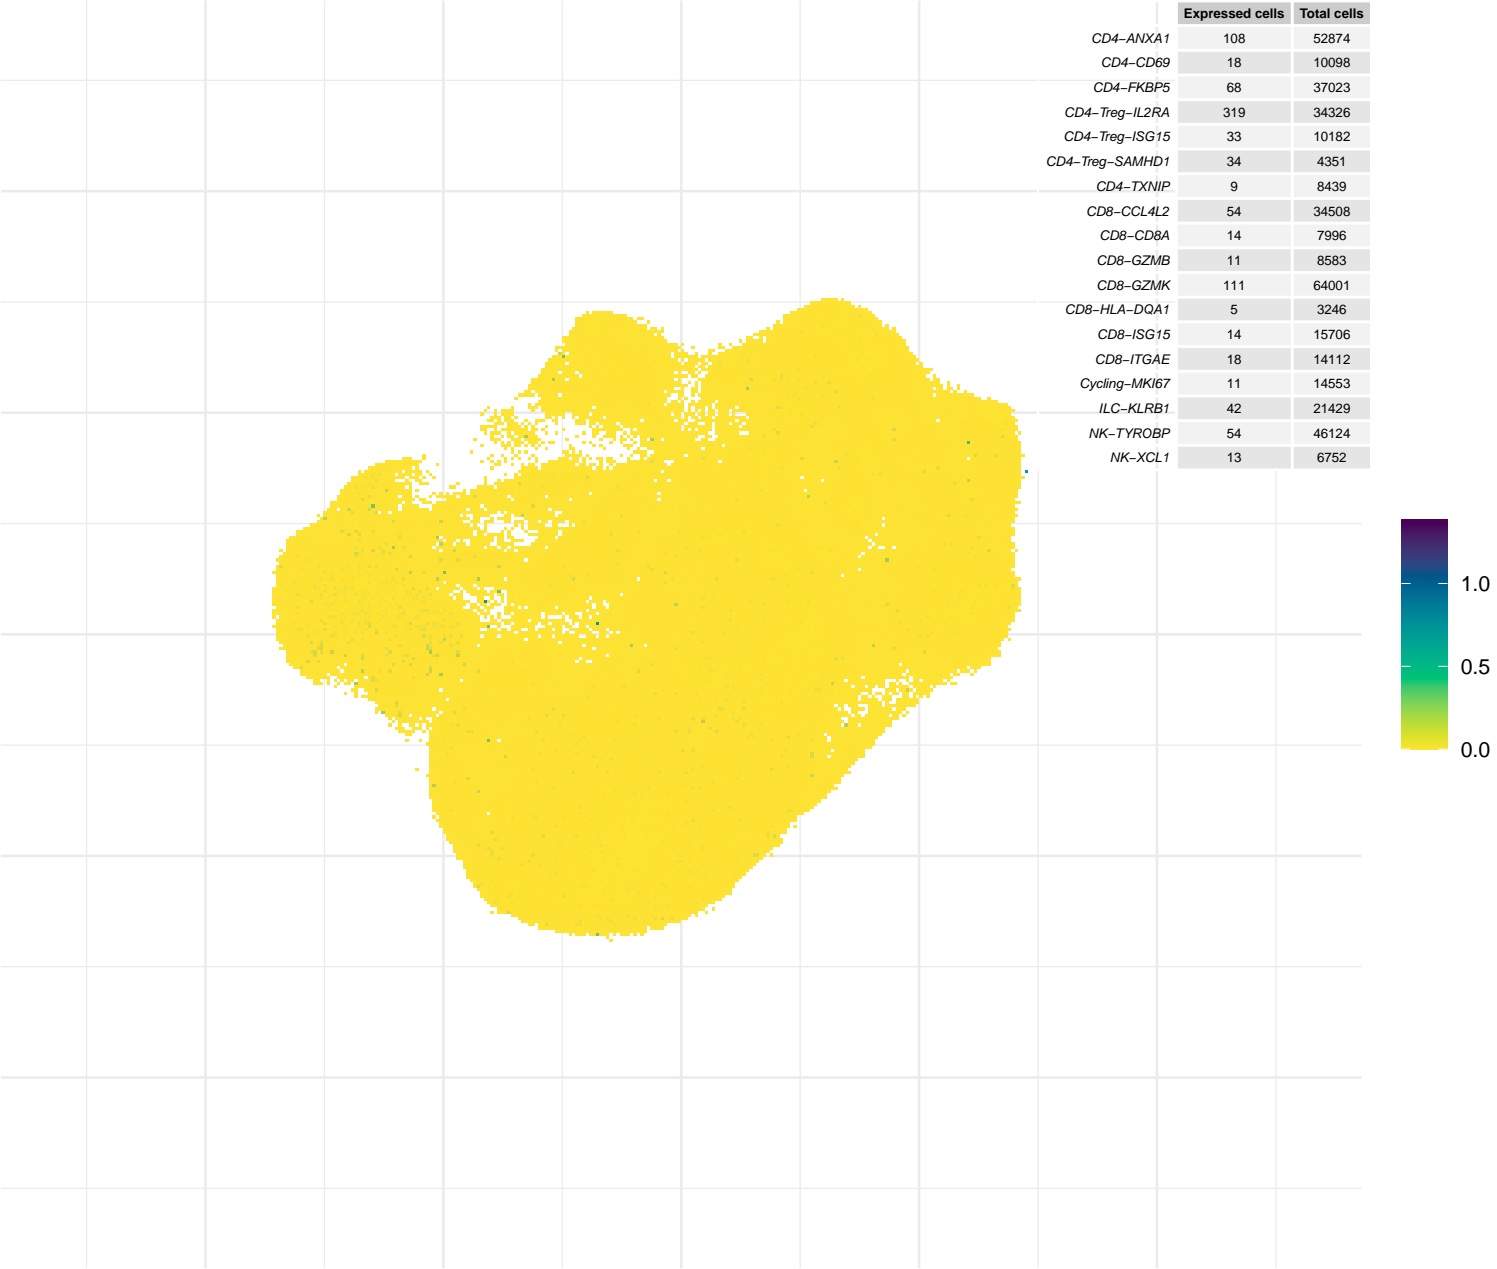 Expressed cells Total cells
CD4−ANXA1 108 52874
CD4−CD69 18 10098
CD4−FKBP5 68 37023
CD4−Treg−IL2RA 319 34326
CD4−Treg−ISG15 33 10182
CD4−Treg−SAMHD1 34 4351
CD4−TXNIP 9 8439
CD8−CCL4L2 54 34508
CD8−CD8A 14 7996
CD8−GZMB 11 8583
CD8−GZMK 111 64001
CD8−HLA−DQA1 5 3246
CD8−ISG15 14 15706
CD8−ITGAE 18 14112
Cycling−MKI67 11 14553
ILC−KLRB1 42 21429
NK−TYROBP 54 46124
NK−XCL1 13 6752
1.0
0.5
0.0